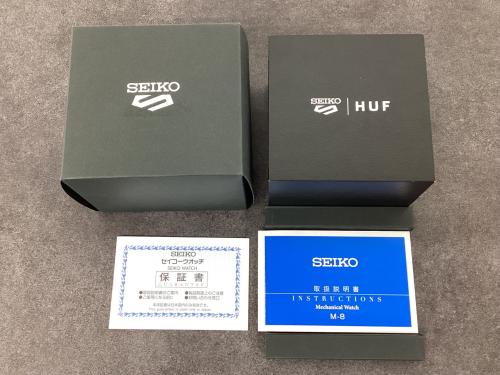 SEIKO
SEIKO | HUF
SEIKO
セイコーウオッチ
SEIKO WATCH
保証書
GUARANTEE
SEIKO
取扱説明書
INSTRUCTIONS
Mechanical Watch
M-8